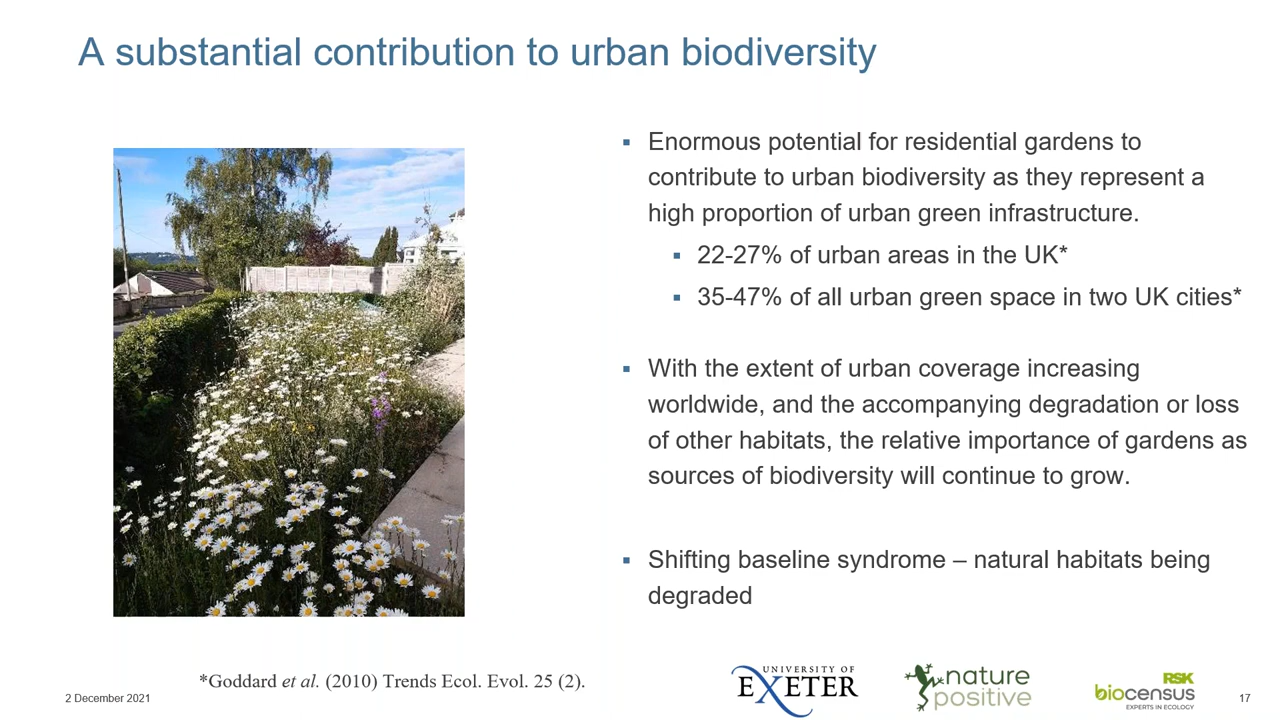 A substantial contribution to urban biodiversity
Enormous potential for residential gardens to
contribute to urban biodiversity as they represent a
high proportion of urban green infrastructure.
22-27% of urban areas in the UK*
35-47% of all urban green space in two UK cities*
With the extent of urban coverage increasing
worldwide, and the accompanying degradation or loss
of other habitats, the relative importance of gardens as
sources of biodiversity will continue to grow.
Shifting baseline syndrome – natural habitats being
degraded
*Goddard et al. (2010) Trends Ecol. Evol. 25 (2).
2 December 2021
UNIVERSITY OF
EXETER
nature
positive
RSK
biocensus
EXPERTS IN ECOLOGY
17